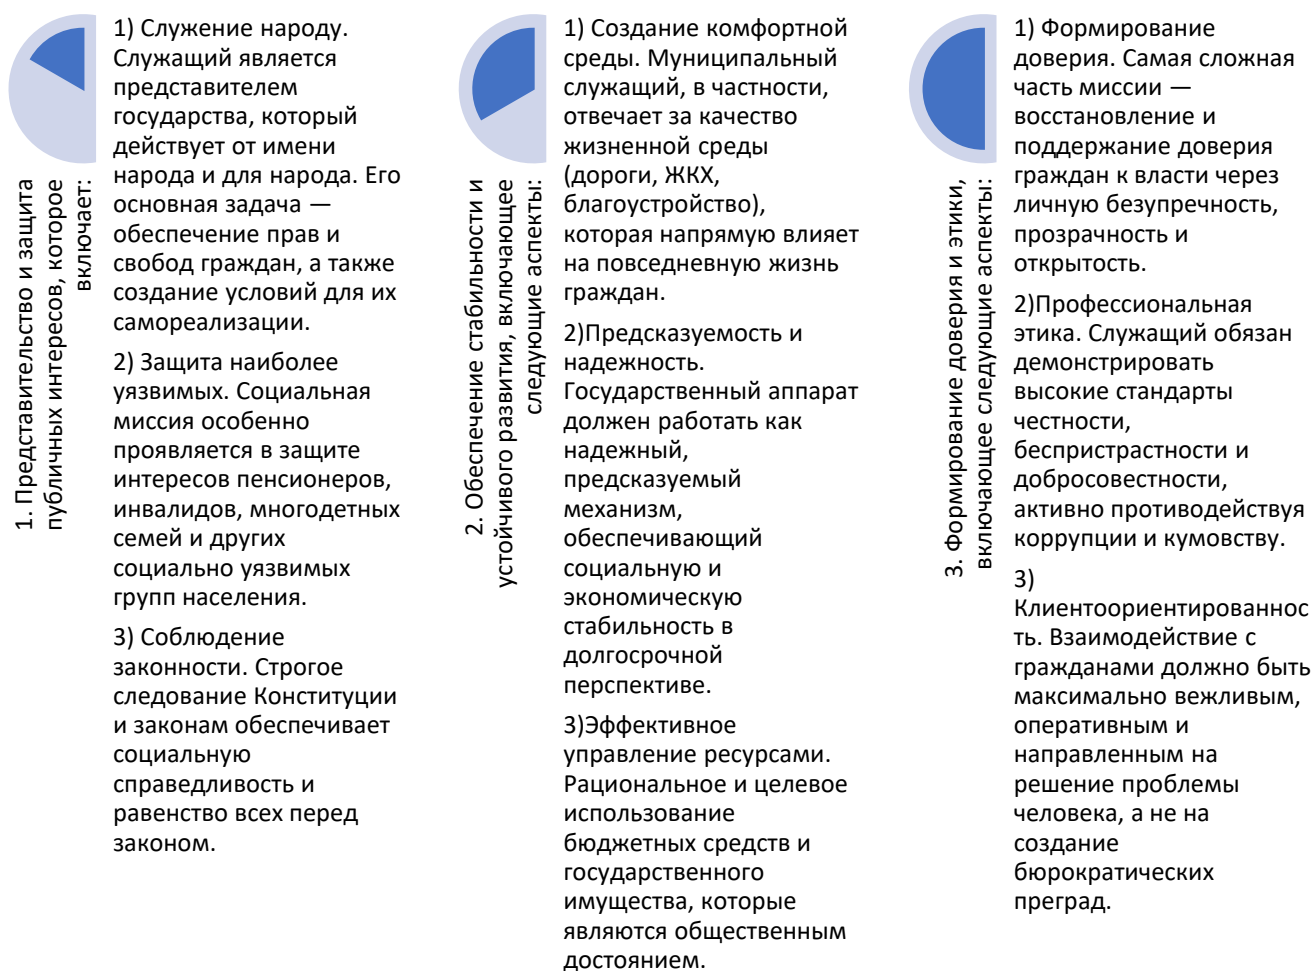 1. Представительство и защита
публичных интересов, которое
включает:
1) Служение народу.
Служащий является
представителем
государства, который
действует от имени
народа и для народа. Его
основная задача —
обеспечение прав и
свобод граждан, а также
создание условий для их
самореализации.
2) Защита наиболее
уязвимых. Социальная
миссия особенно
проявляется в защите
интересов пенсионеров,
инвалидов, многодетных
семей и других
социально уязвимых
групп населения.
3) Соблюдение
законности. Строгое
следование Конституции
и законам обеспечивает
социальную
справедливость и
равенство всех перед
законом.
2. Обеспечение стабильности и
устойчивого развития, включающее
следующие аспекты:
1) Создание комфортной
среды. Муниципальный
служащий, в частности,
отвечает за качество
жизненной среды
(дороги, ЖКХ,
благоустройство),
которая напрямую влияет
на повседневную жизнь
граждан.
2)Предсказуемость и
надежность.
Государственный аппарат
должен работать как
надежный,
предсказуемый
механизм,
обеспечивающий
социальную и
экономическую
стабильность в
долгосрочной
перспективе.
3)Эффективное
управление ресурсами.
Рациональное и целевое
использование
бюджетных средств и
государственного
имущества, которые
являются общественным
достоянием.
3. Формирование доверия и этики,
включающее следующие аспекты:
1) Формирование
доверия. Самая сложная
часть миссии —
восстановление и
поддержание доверия
граждан к власти через
личную безупречность,
прозрачность и
открытость.
2)Профессиональная
этика. Служащий обязан
демонстрировать
высокие стандарты
честности,
беспристрастности и
добросовестности,
активно противодействуя
коррупции и кумовству.
3)
Клиентоориентированнос
ть. Взаимодействие с
гражданами должно быть
максимально вежливым,
оперативным и
направленным на
решение проблемы
человека, а не на
создание
бюрократических
преград.